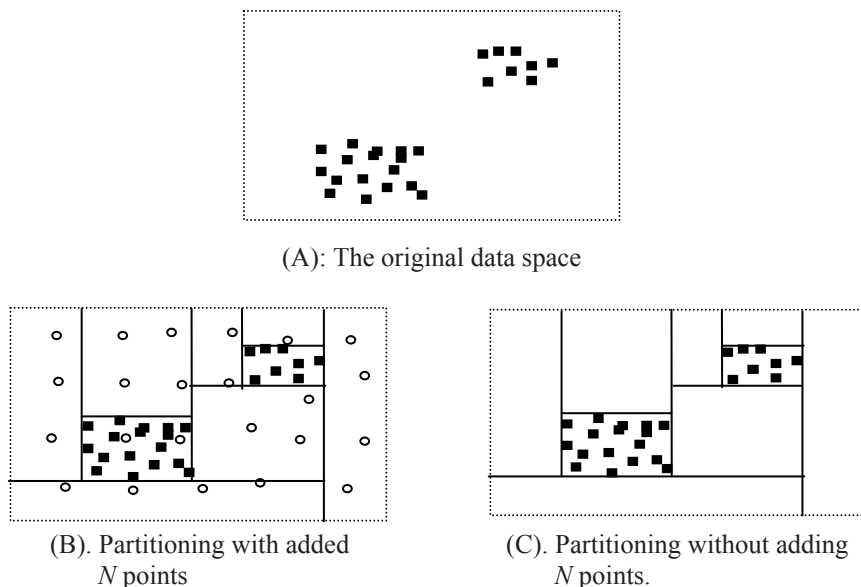 (A): The original data space
(B). Partitioning with added
N points
(C). Partitioning without adding
N points.